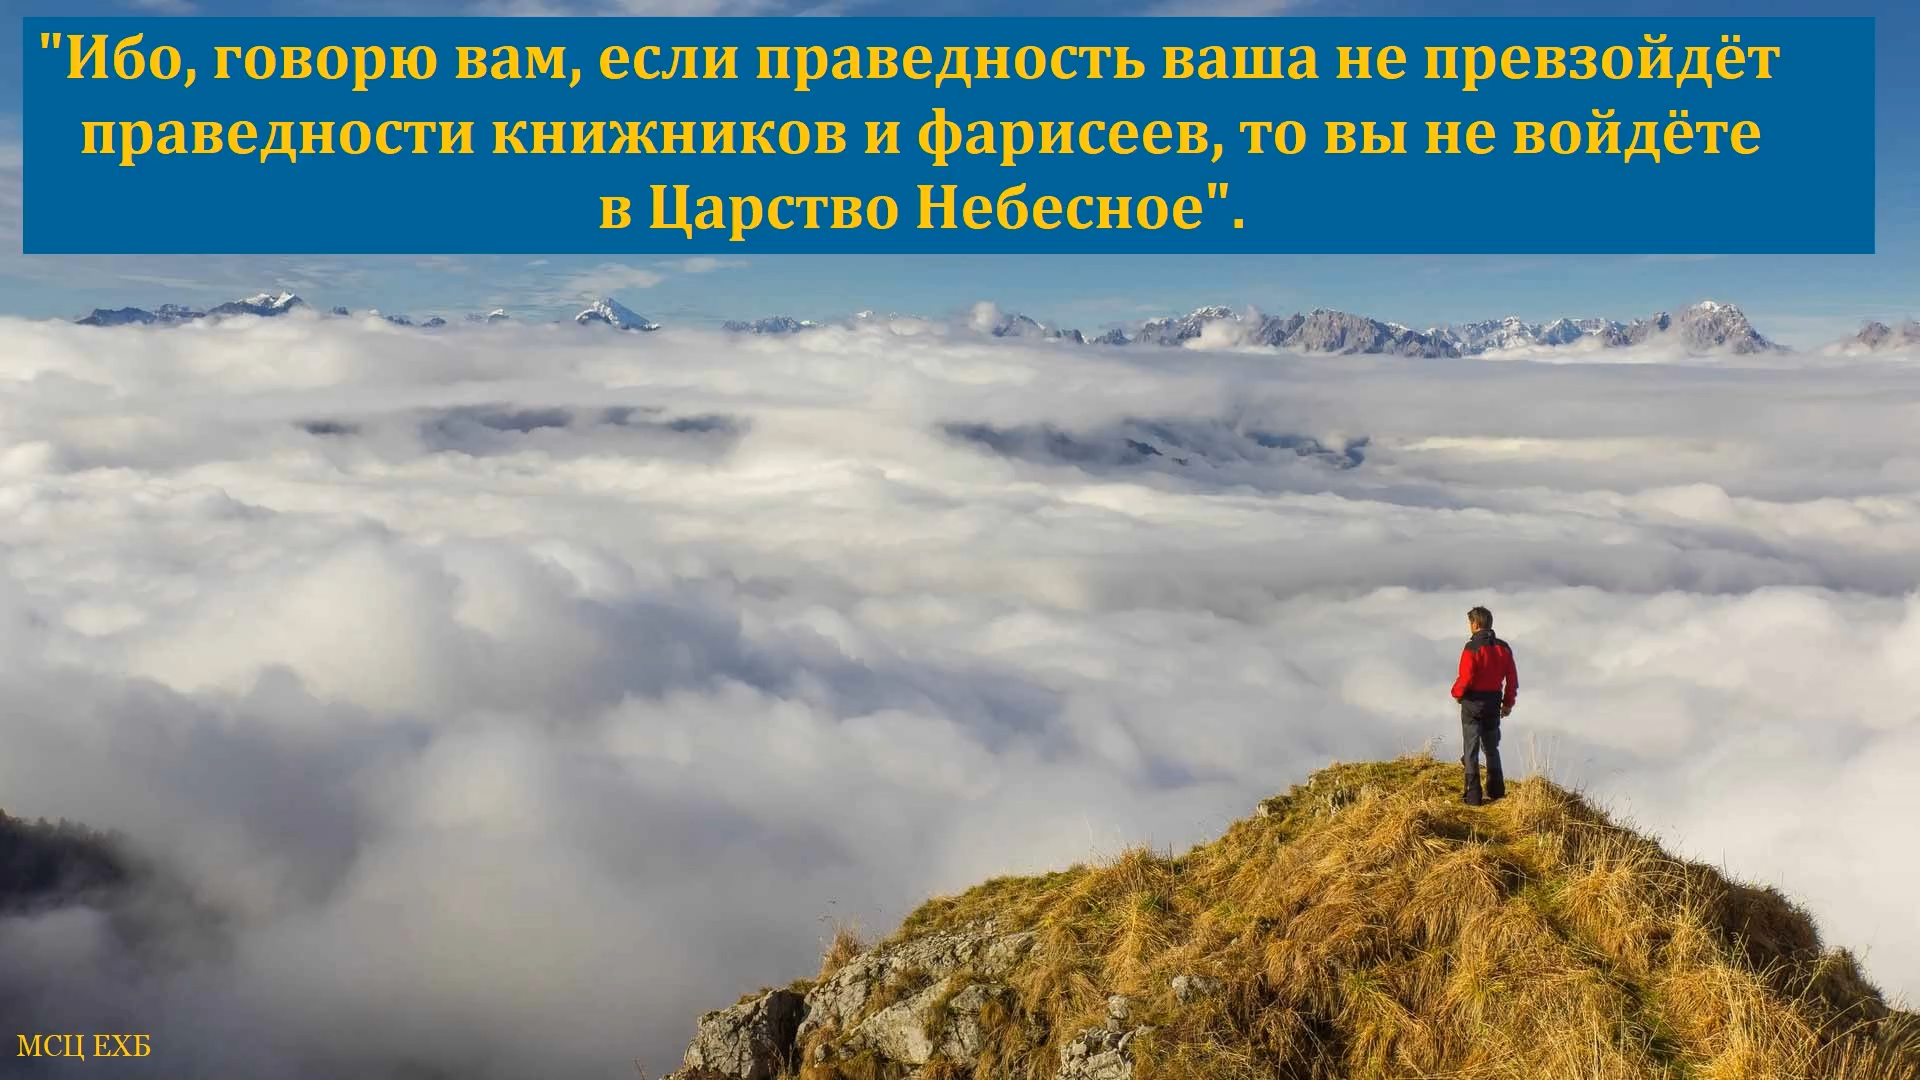 "Ибо, говорю вам, если праведность ваша не превзойдёт
праведности книжников и фарисеев, то вы не войдёте
в Царство Небесное".
МСЦ ЕХБ